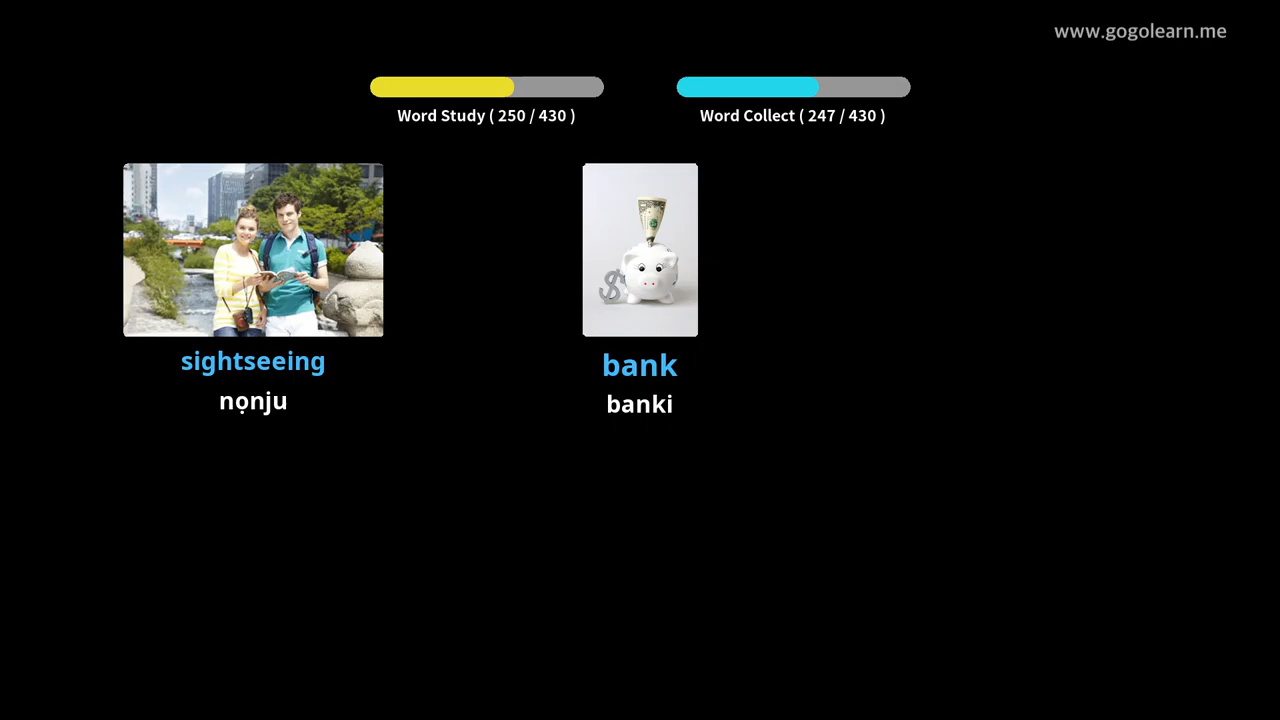 www.gogolearn.me
Word Study ( 250 / 430 )
Word Collect ( 247 / 430 )
sightseeing
nọnju
bank
banki